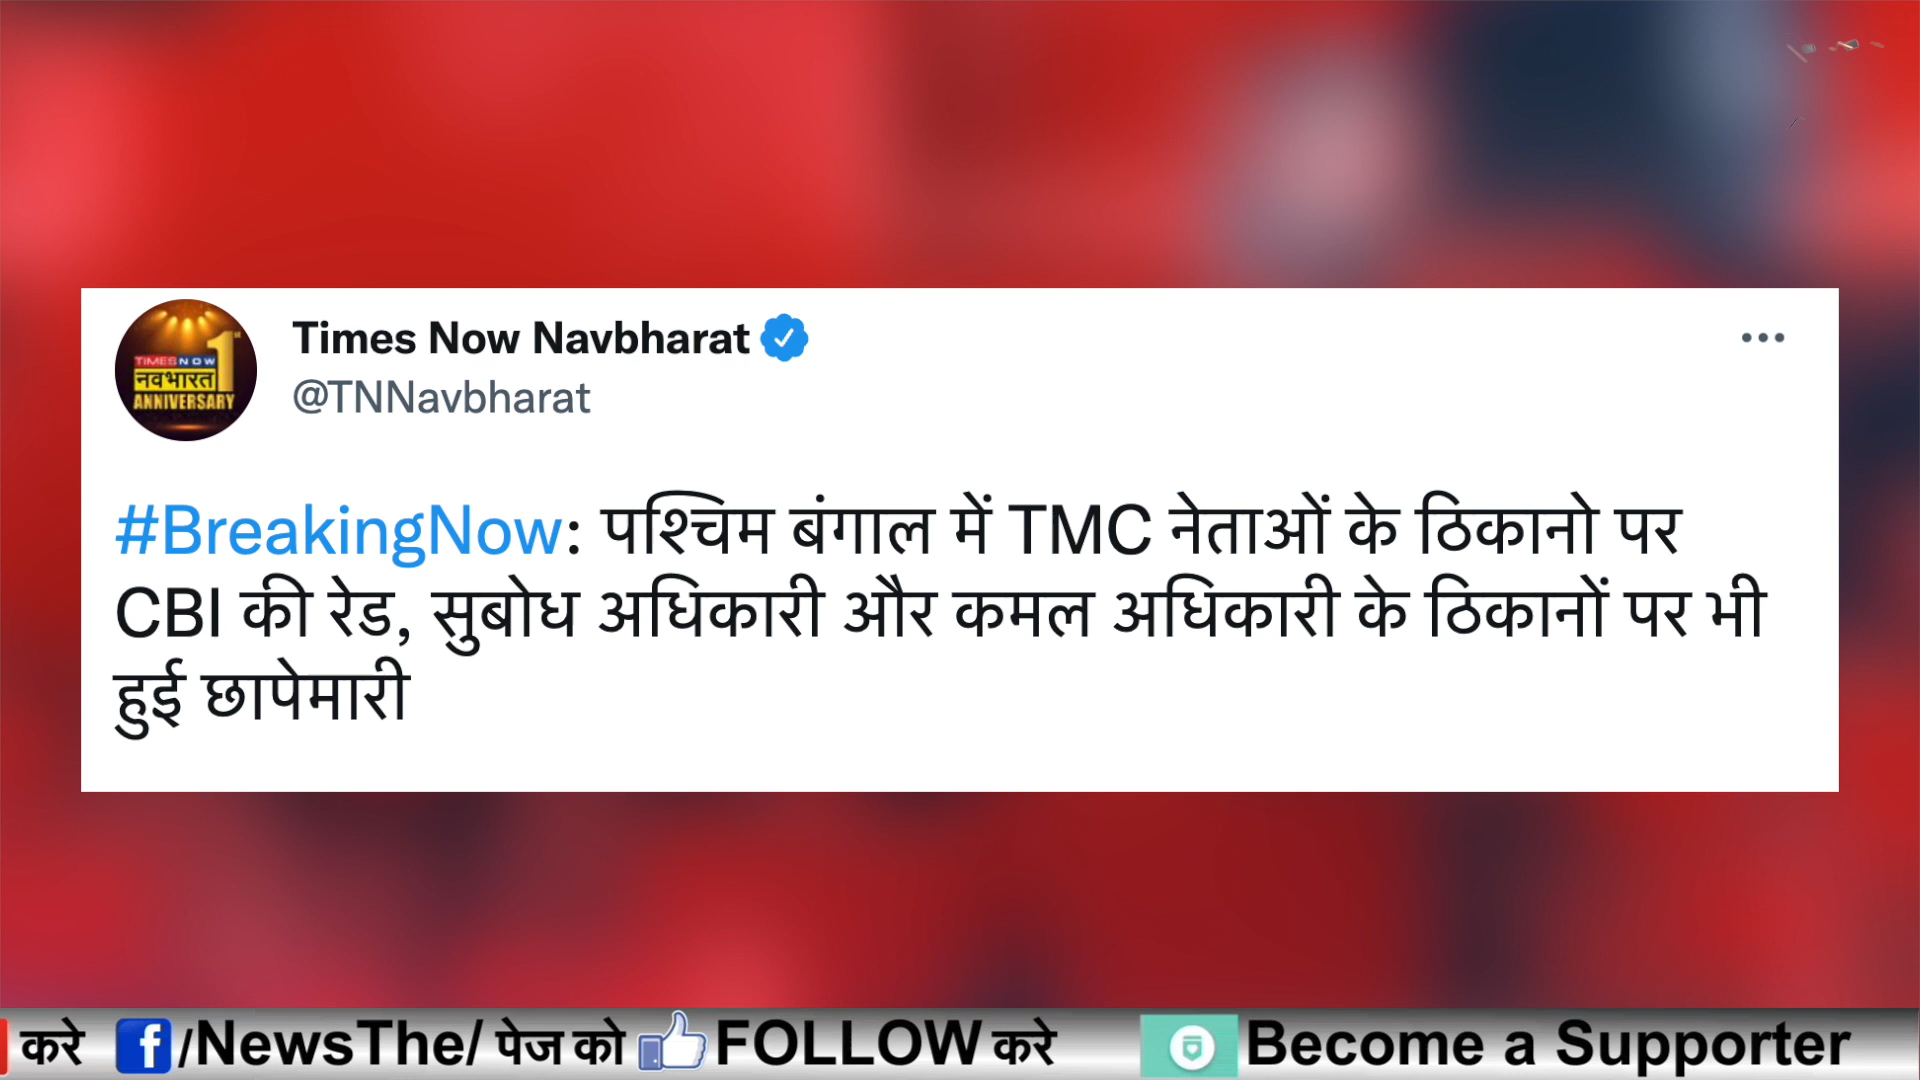 Times Now Navbharat
@TNNavbharat
TIMES NOW
नवभारत
1st
ANNIVERSARY
#BreakingNow: पश्चिम बंगाल में TMC नेताओं के ठिकानो पर
CBI की रेड, सुबोध अधिकारी और कमल अधिकारी के ठिकानों पर भी
हुई छापेमारी
करे f/NewsThe/ पेज को FOLLOW करे Become a Supporter